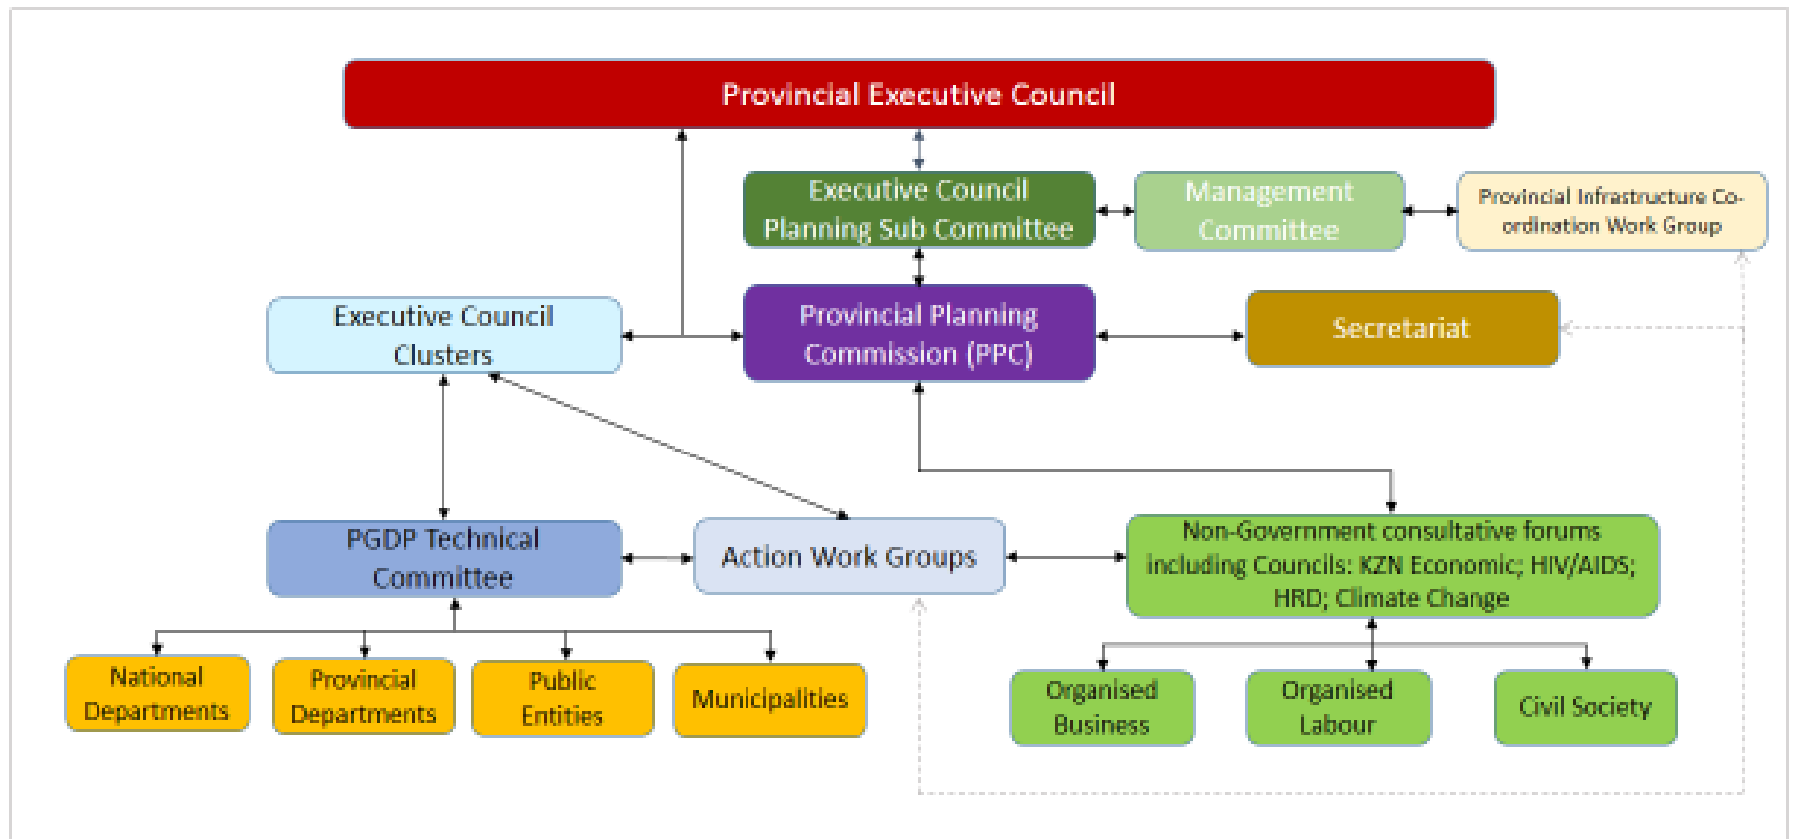 Provincial Executive Council
Executive Council
Planning Sub Committee
Management
Committee
Provincial Infrastructure Co-
ordination Work Group
Executive Council
Clusters
Provincial Planning
Commission (PPC)
Secretariat
PGDP Technical
Committee
Action Work Groups
Non-Government consultative forums
including Councils: KZN Economic; HIV/AIDS;
HRD; Climate Change
National
Departments
Provincial
Departments
Public
Entities
Municipalities
Organised
Business
Organised
Labour
Civil Society